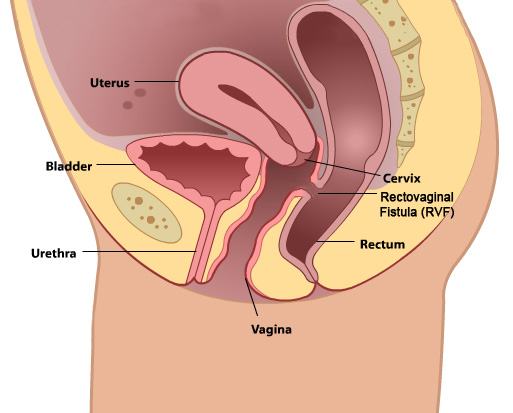 Uterus
Bladder
Cervix
Rectovaginal
Fistula (RVF)
Rectum
Urethra
Vagina